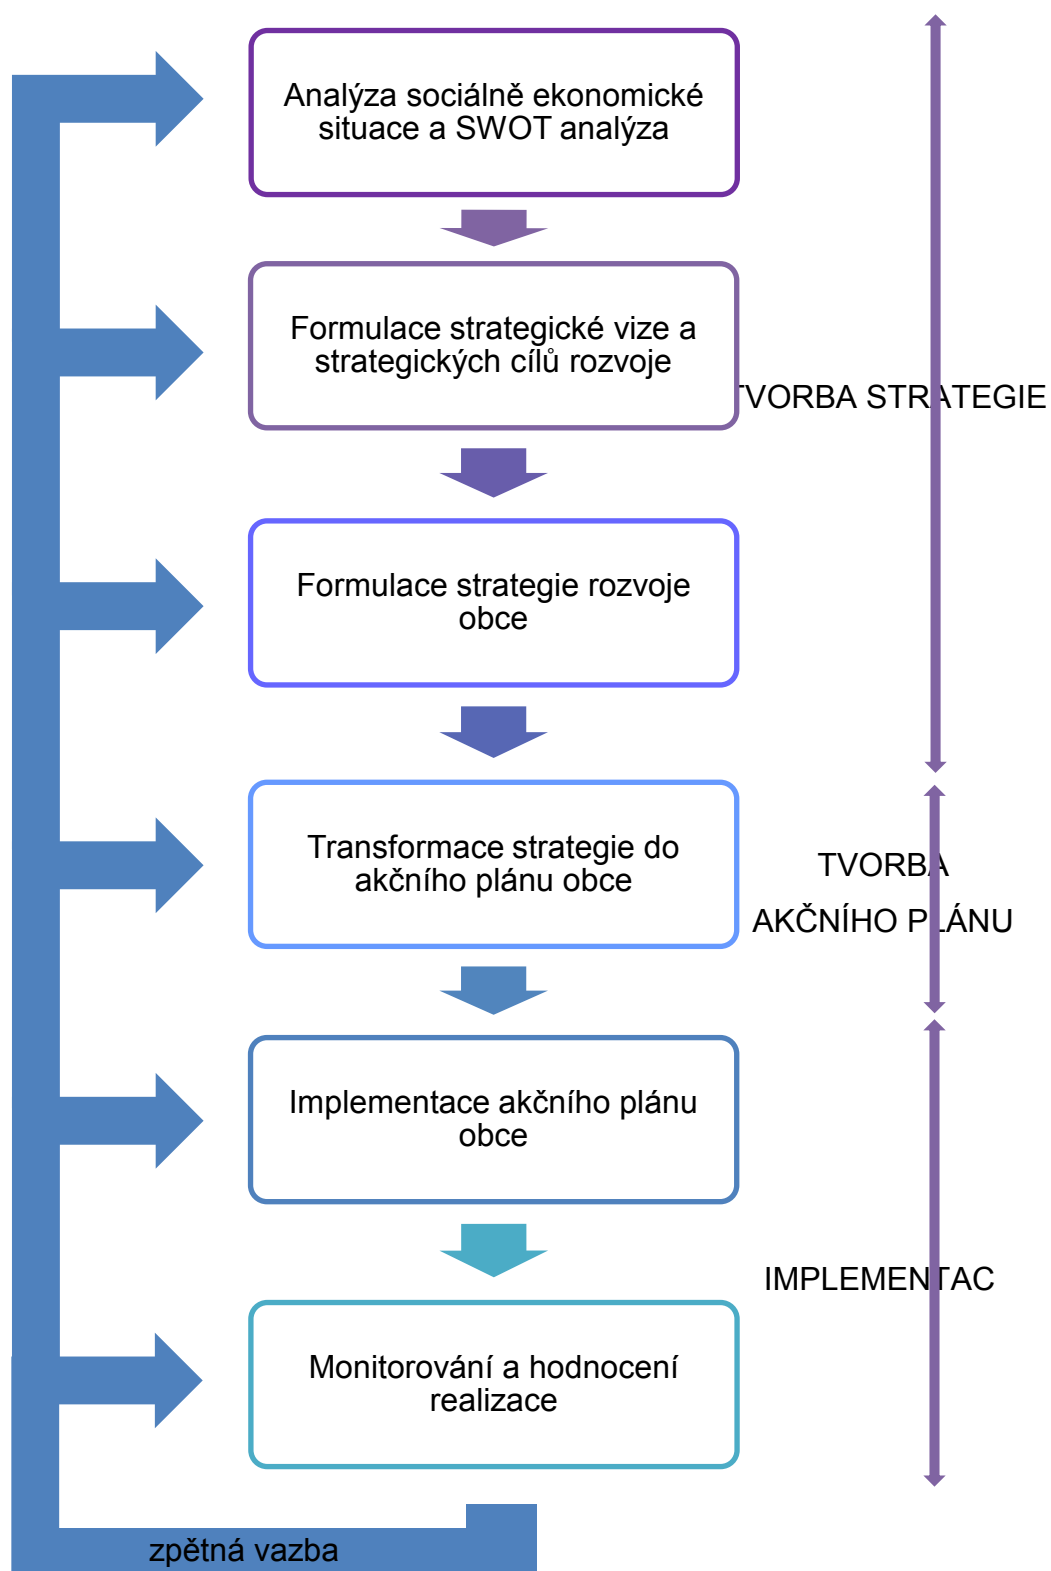 Analýza sociálně ekonomické
situace a SWOT analýza
Formulace strategické vize a
strategických cílů rozvoje
TVORBA STRATEGIE
Formulace strategie rozvoje
obce
Transformace strategie do
akčního plánu obce
TVORBA
AKČNÍHO PLÁNU
Implementace akčního plánu
obce
IMPLEMENTAC
Monitorování a hodnocení
realizace
zpětná vazba